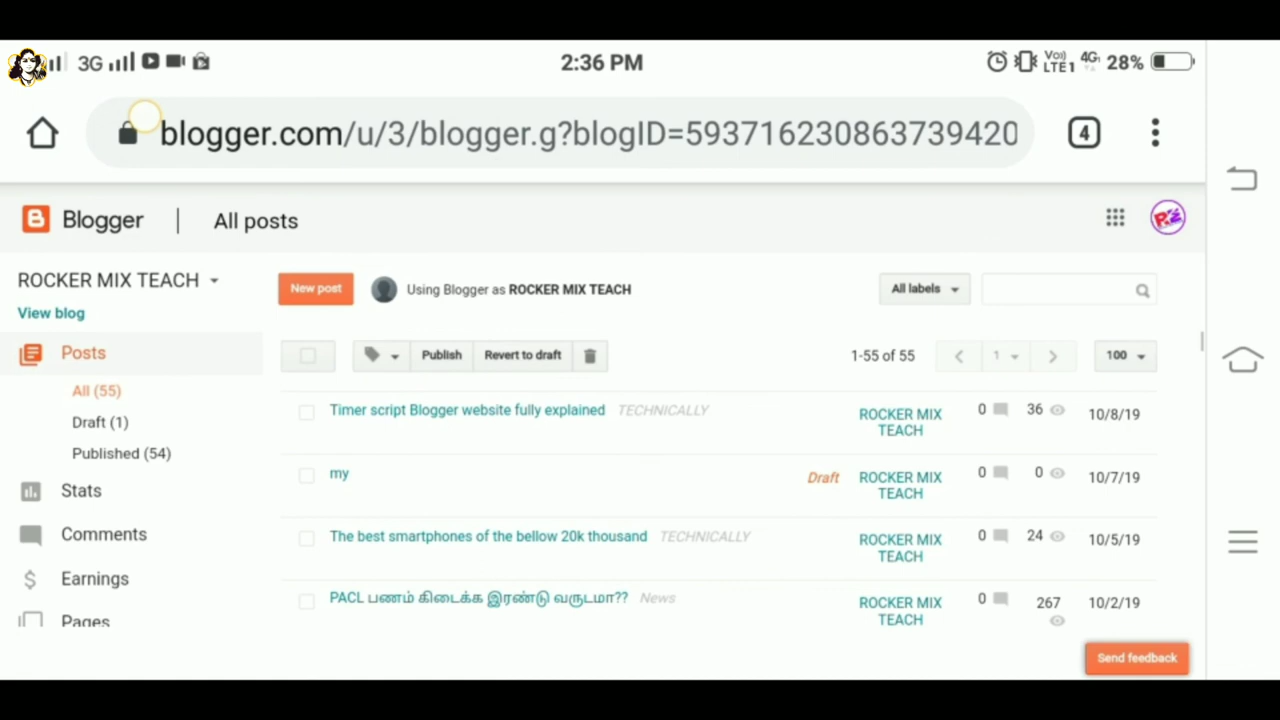 3G 2:36 PM Vo) LTE1 4G 28%
blogger.com/u/3/blogger.g?blogID=593716230863739420 4
Blogger | All posts
ROCKER MIX TEACH
New post Using Blogger as ROCKER MIX TEACH All labels
View blog
Posts
Publish Revert to draft 1-55 of 55 1 100
All (55)
Timer script Blogger website fully explained TECHNICALLY ROCKER MIX TEACH 0 36 10/8/19
Draft (1)
Published (54)
my Draft ROCKER MIX TEACH 0 0 10/7/19
Stats
Comments
The best smartphones of the bellow 20k thousand TECHNICALLY ROCKER MIX TEACH 0 24 10/5/19
Earnings
PACL பணம் கிடைக்க இரண்டு வருடமா?? News ROCKER MIX TEACH 0 267 10/2/19
Pages
Send feedback